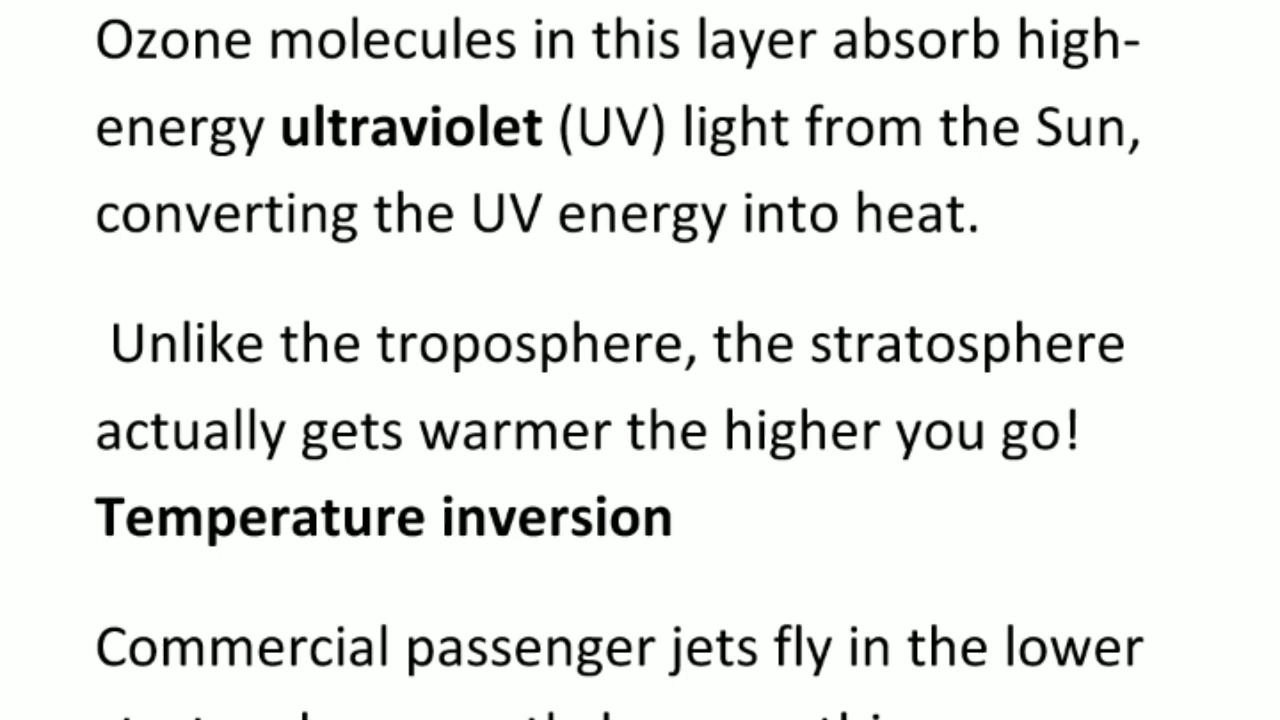 Ozone molecules in this layer absorb high-
energy ultraviolet (UV) light from the Sun,
converting the UV energy into heat.
Unlike the troposphere, the stratosphere
actually gets warmer the higher you go!
Temperature inversion
Commercial passenger jets fly in the lower